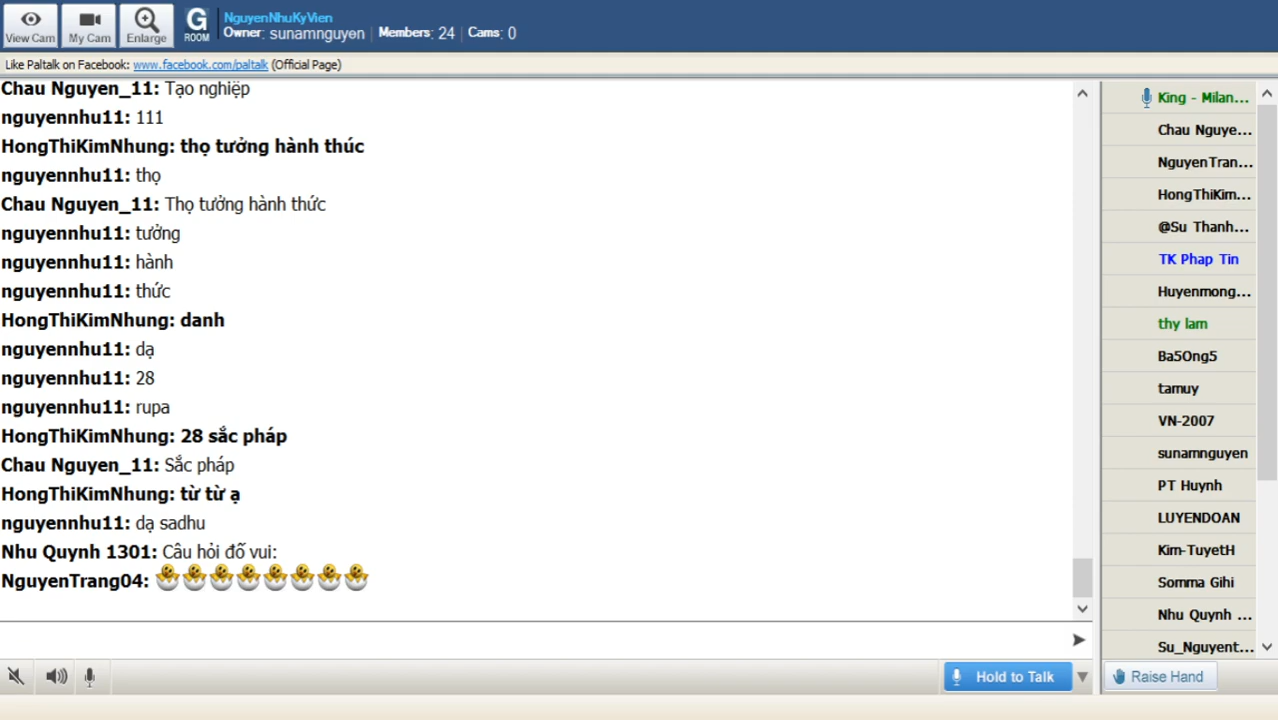 View Cam
My Cam
Enlarge
G
ROOM
NguyenNhuKyVien
Owner: sunamnguyen | Members: 24 | Cams: 0
Like Paltalk on Facebook: www.facebook.com/paltalk (Official Page)
Chau Nguyen_11: Tạo nghiệp
nguyennhu11: 111
HongThiKimNhung: thọ tưởng hành thúc
nguyennhu11: thọ
Chau Nguyen_11: Thọ tưởng hành thức
nguyennhu11: tưởng
nguyennhu11: hành
nguyennhu11: thức
HongThiKimNhung: danh
nguyennhu11: dạ
nguyennhu11: 28
nguyennhu11: rupa
HongThiKimNhung: 28 sắc pháp
Chau Nguyen_11: Sắc pháp
HongThiKimNhung: từ từ ạ
nguyennhu11: dạ sadhu
Nhu Quynh 1301: Câu hỏi đố vui:
NguyenTrang04:
King - Milan...
Chau Nguye...
NguyenTran...
HongThiKim...
@Su Thanh...
TK Phap Tin
Huyenmong...
thy lam
Ba5Ong5
tamuy
VN-2007
sunamnguyen
PT Huynh
LUYENDOAN
Kim-TuyetH
Somma Gihi
Nhu Quynh ...
Su_Nguyent...
Hold to Talk
Raise Hand